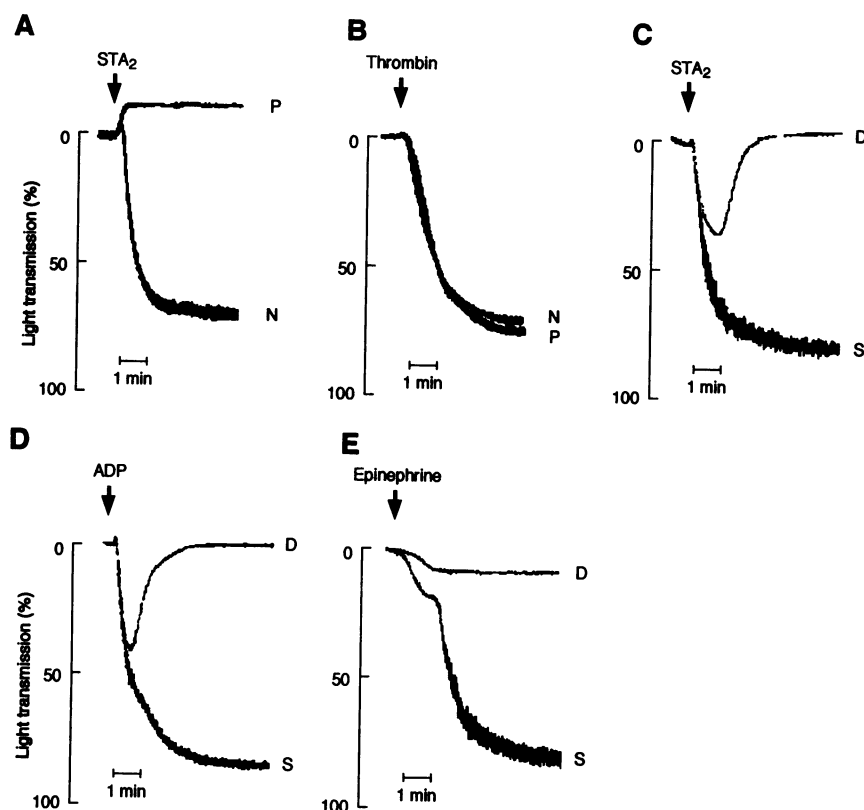 A
STA2
P
0
50
100
Light transmission (%)
N
1 min
B
Thrombin
0
50
100
N
P
1 min
C
STA2
D
0
50
100
S
1 min
D
ADP
D
0
50
100
Light transmission (%)
S
1 min
E
Epinephrine
0
D
50
100
S
1 min